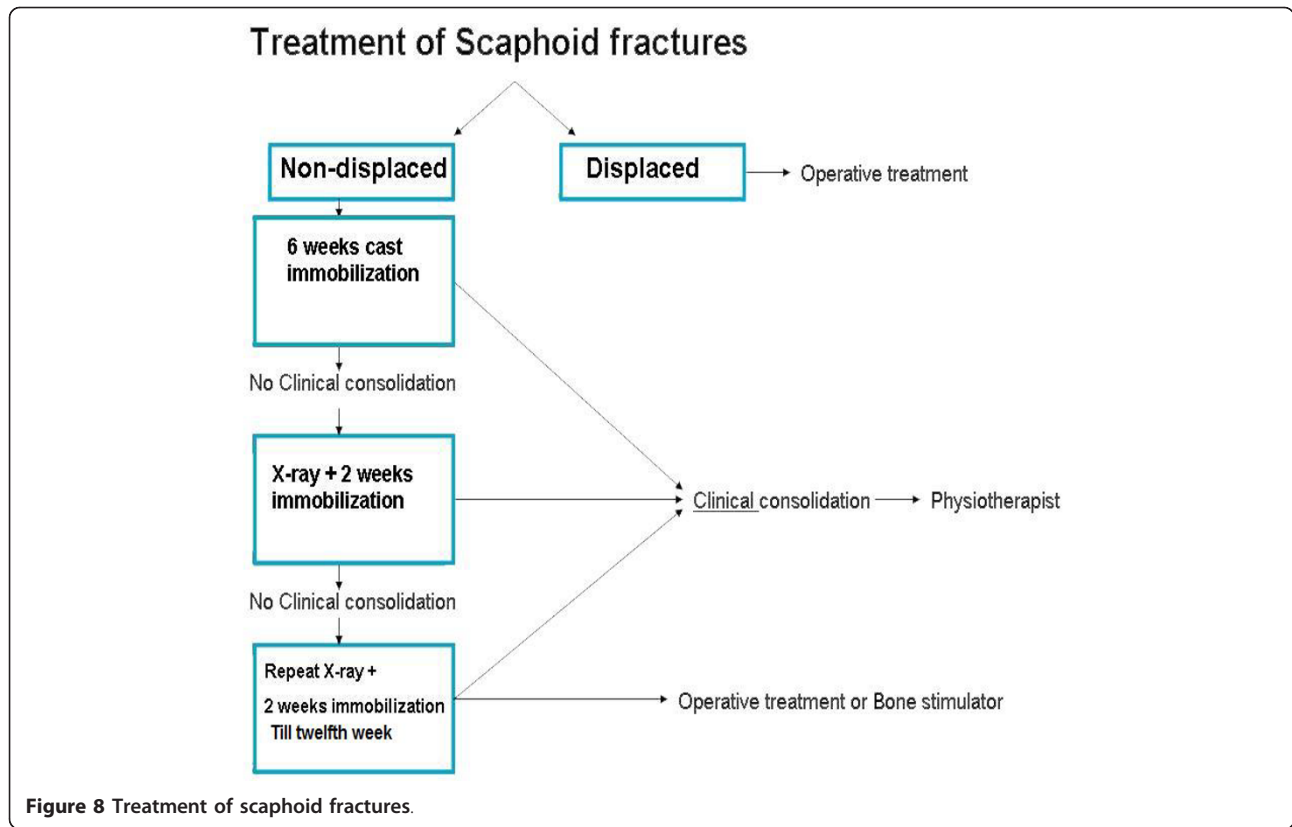 Treatment of Scaphoid fractures
Non-displaced
Displaced
Operative treatment
6 weeks cast
immobilization
No Clinical consolidation
X-ray + 2 weeks
immobilization
Clinical consolidation
Physiotherapist
No Clinical consolidation
Repeat X-ray +
2 weeks immobilization
Till twelfth week
Operative treatment or Bone stimulator
Figure 8 Treatment of scaphoid fractures.